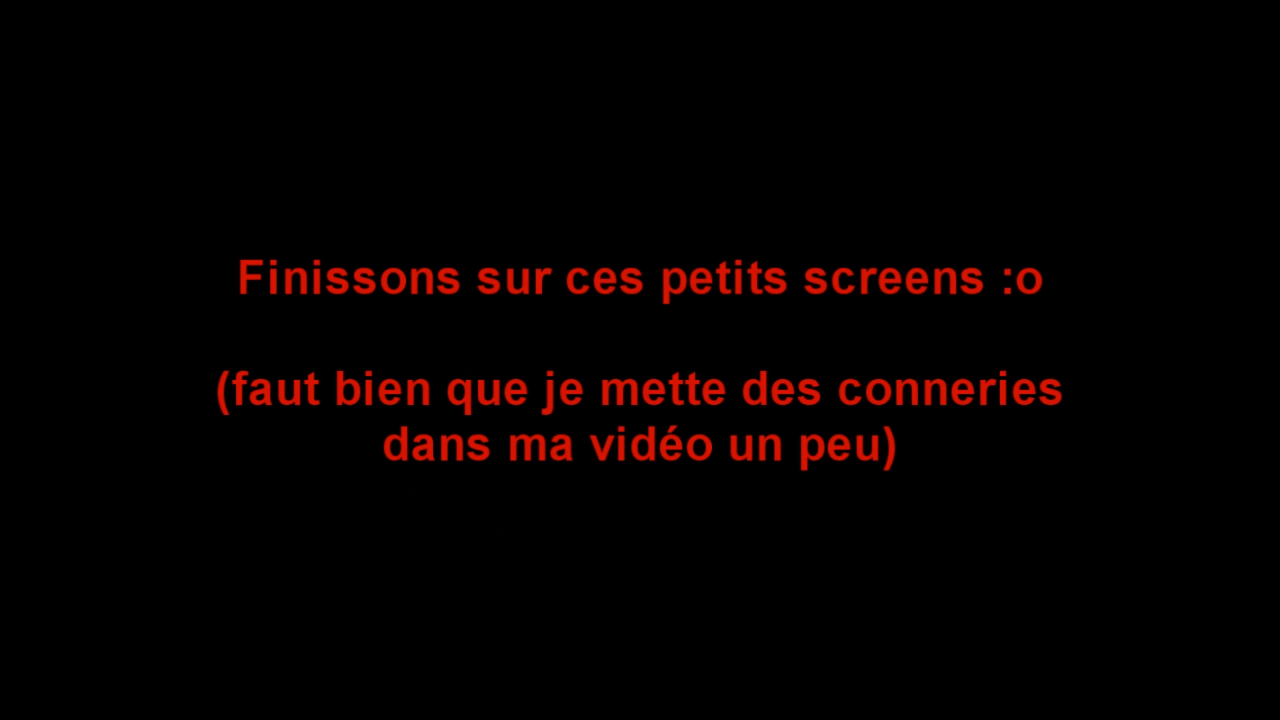 Finissons sur ces petits screens :o
(faut bien que je mette des conneries
dans ma vidéo un peu)